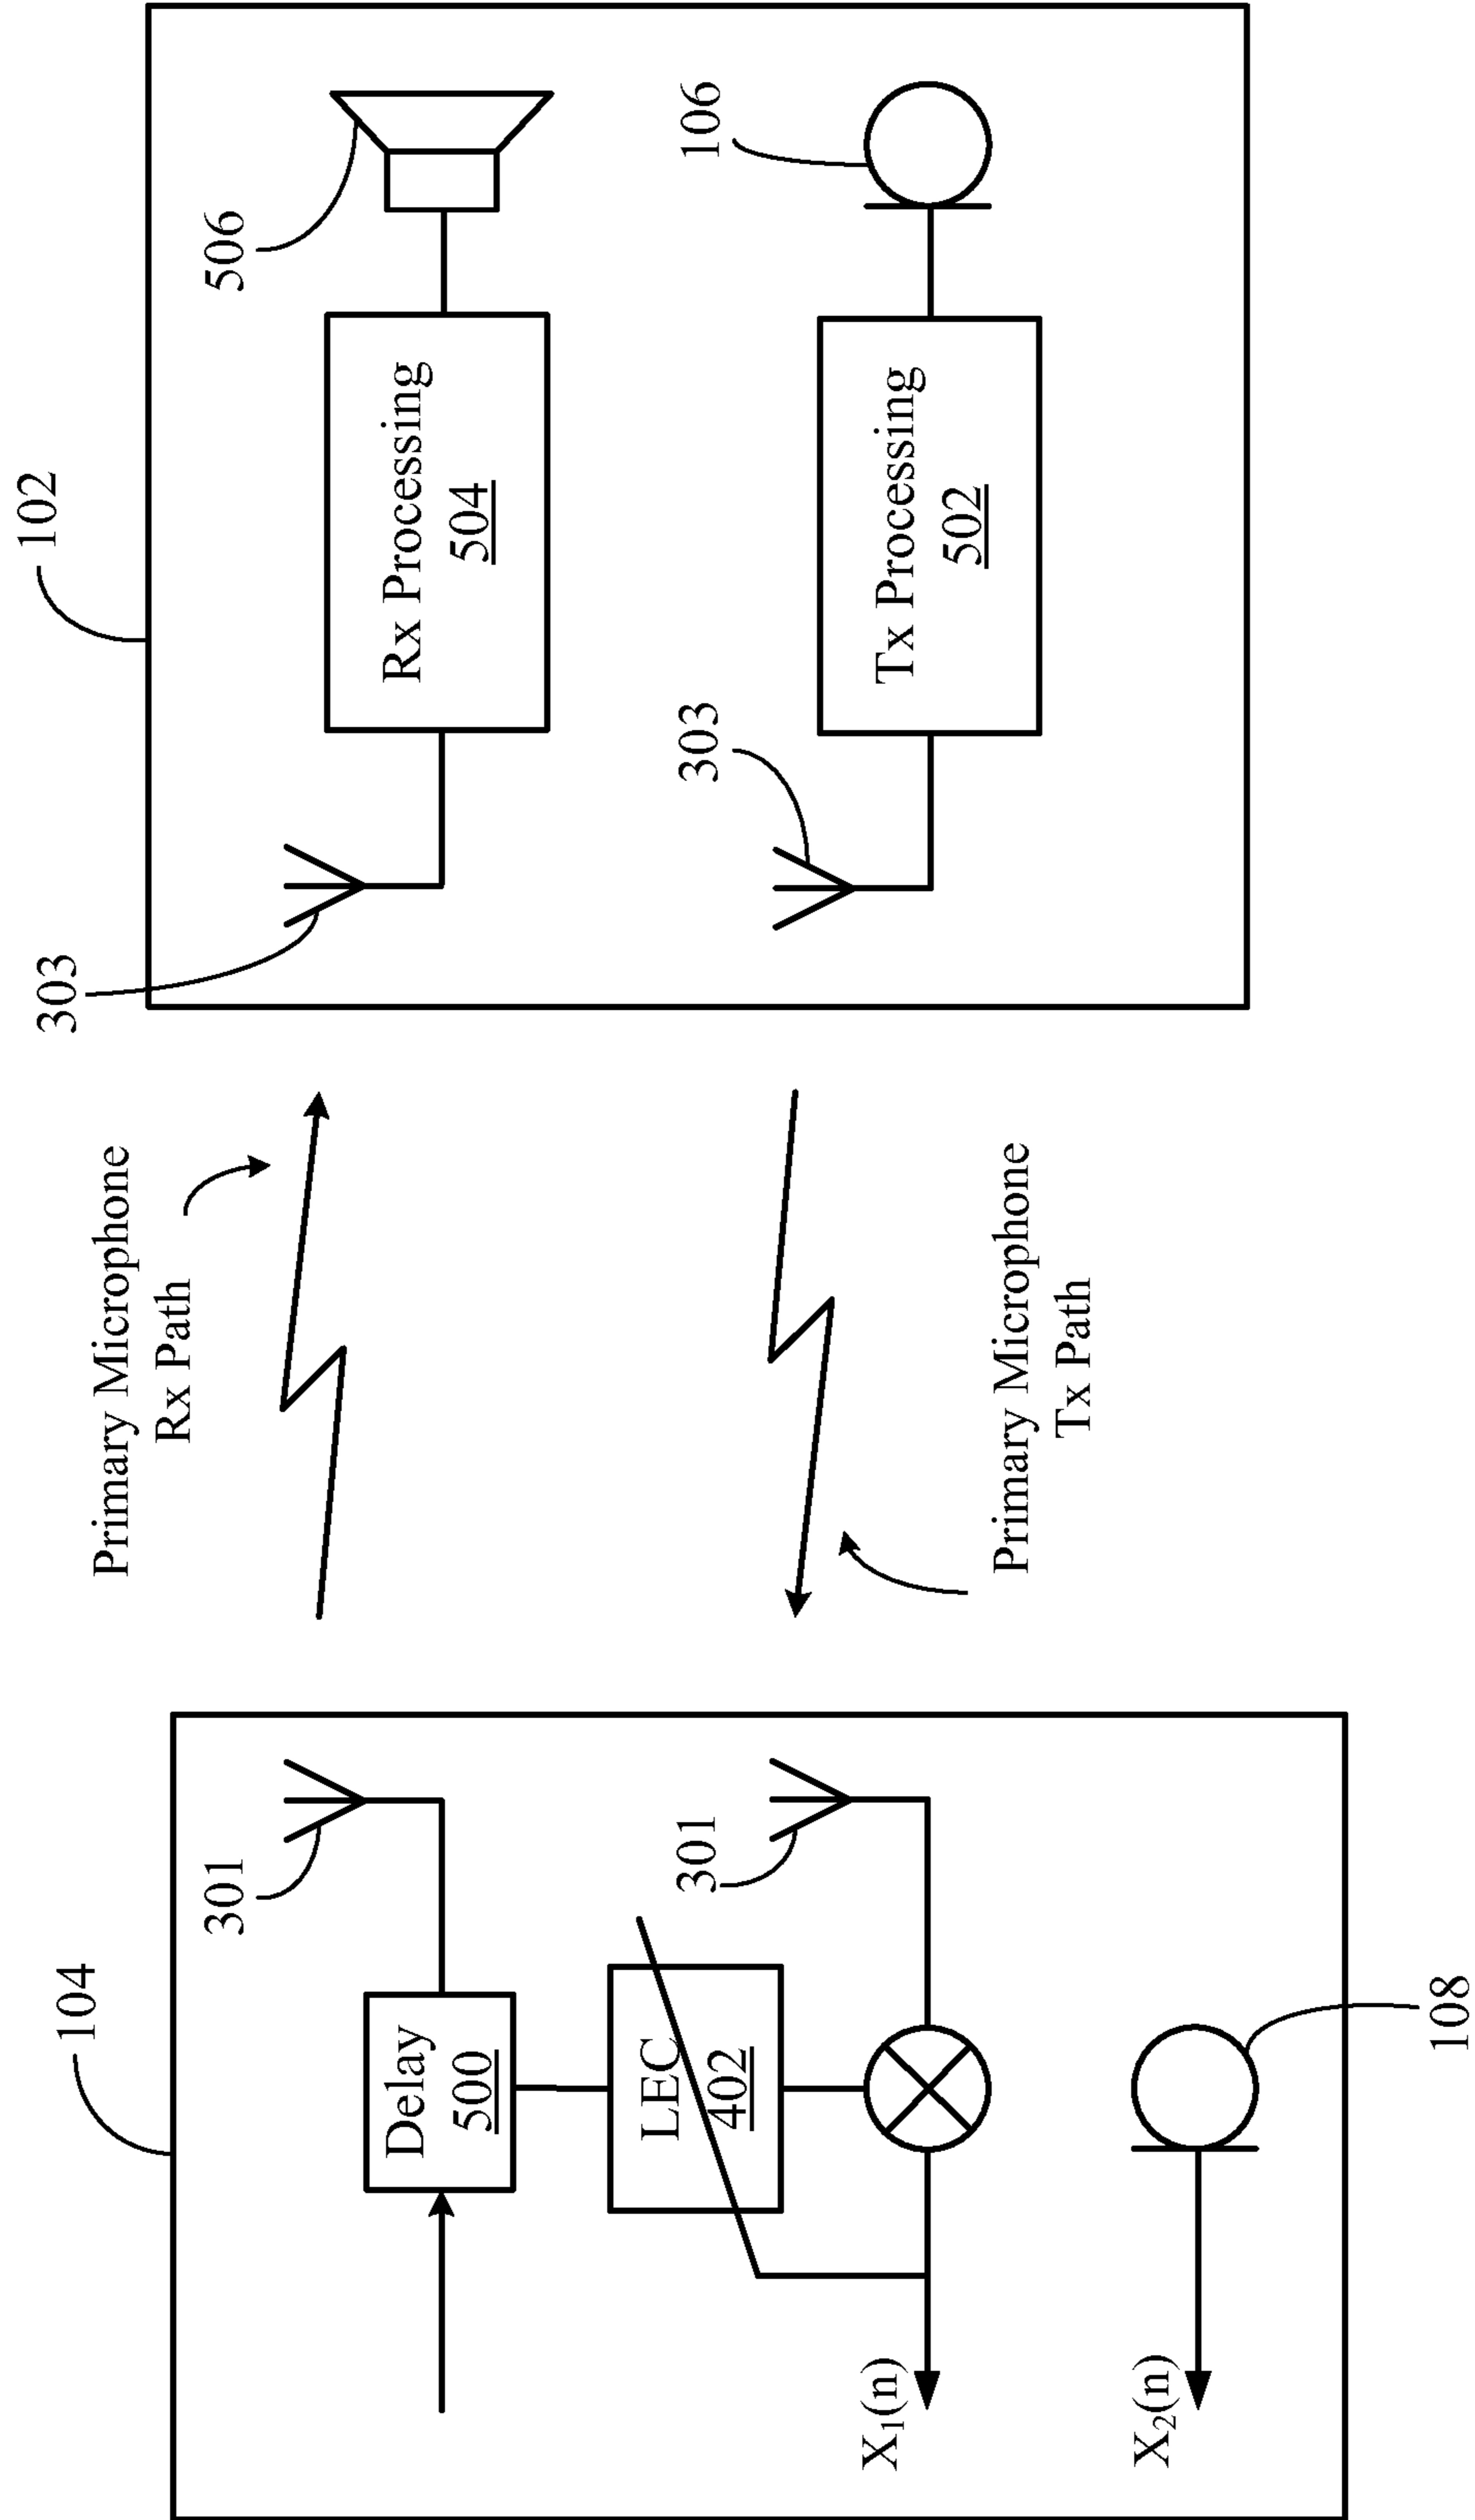 102
303
Rx Processing
504
506
303
Tx Processing
502
106
Primary Microphone
Rx Path
Primary Microphone
Tx Path
104
301
Delay
500
LEC
402
301
X1(n)
X2(n)
108